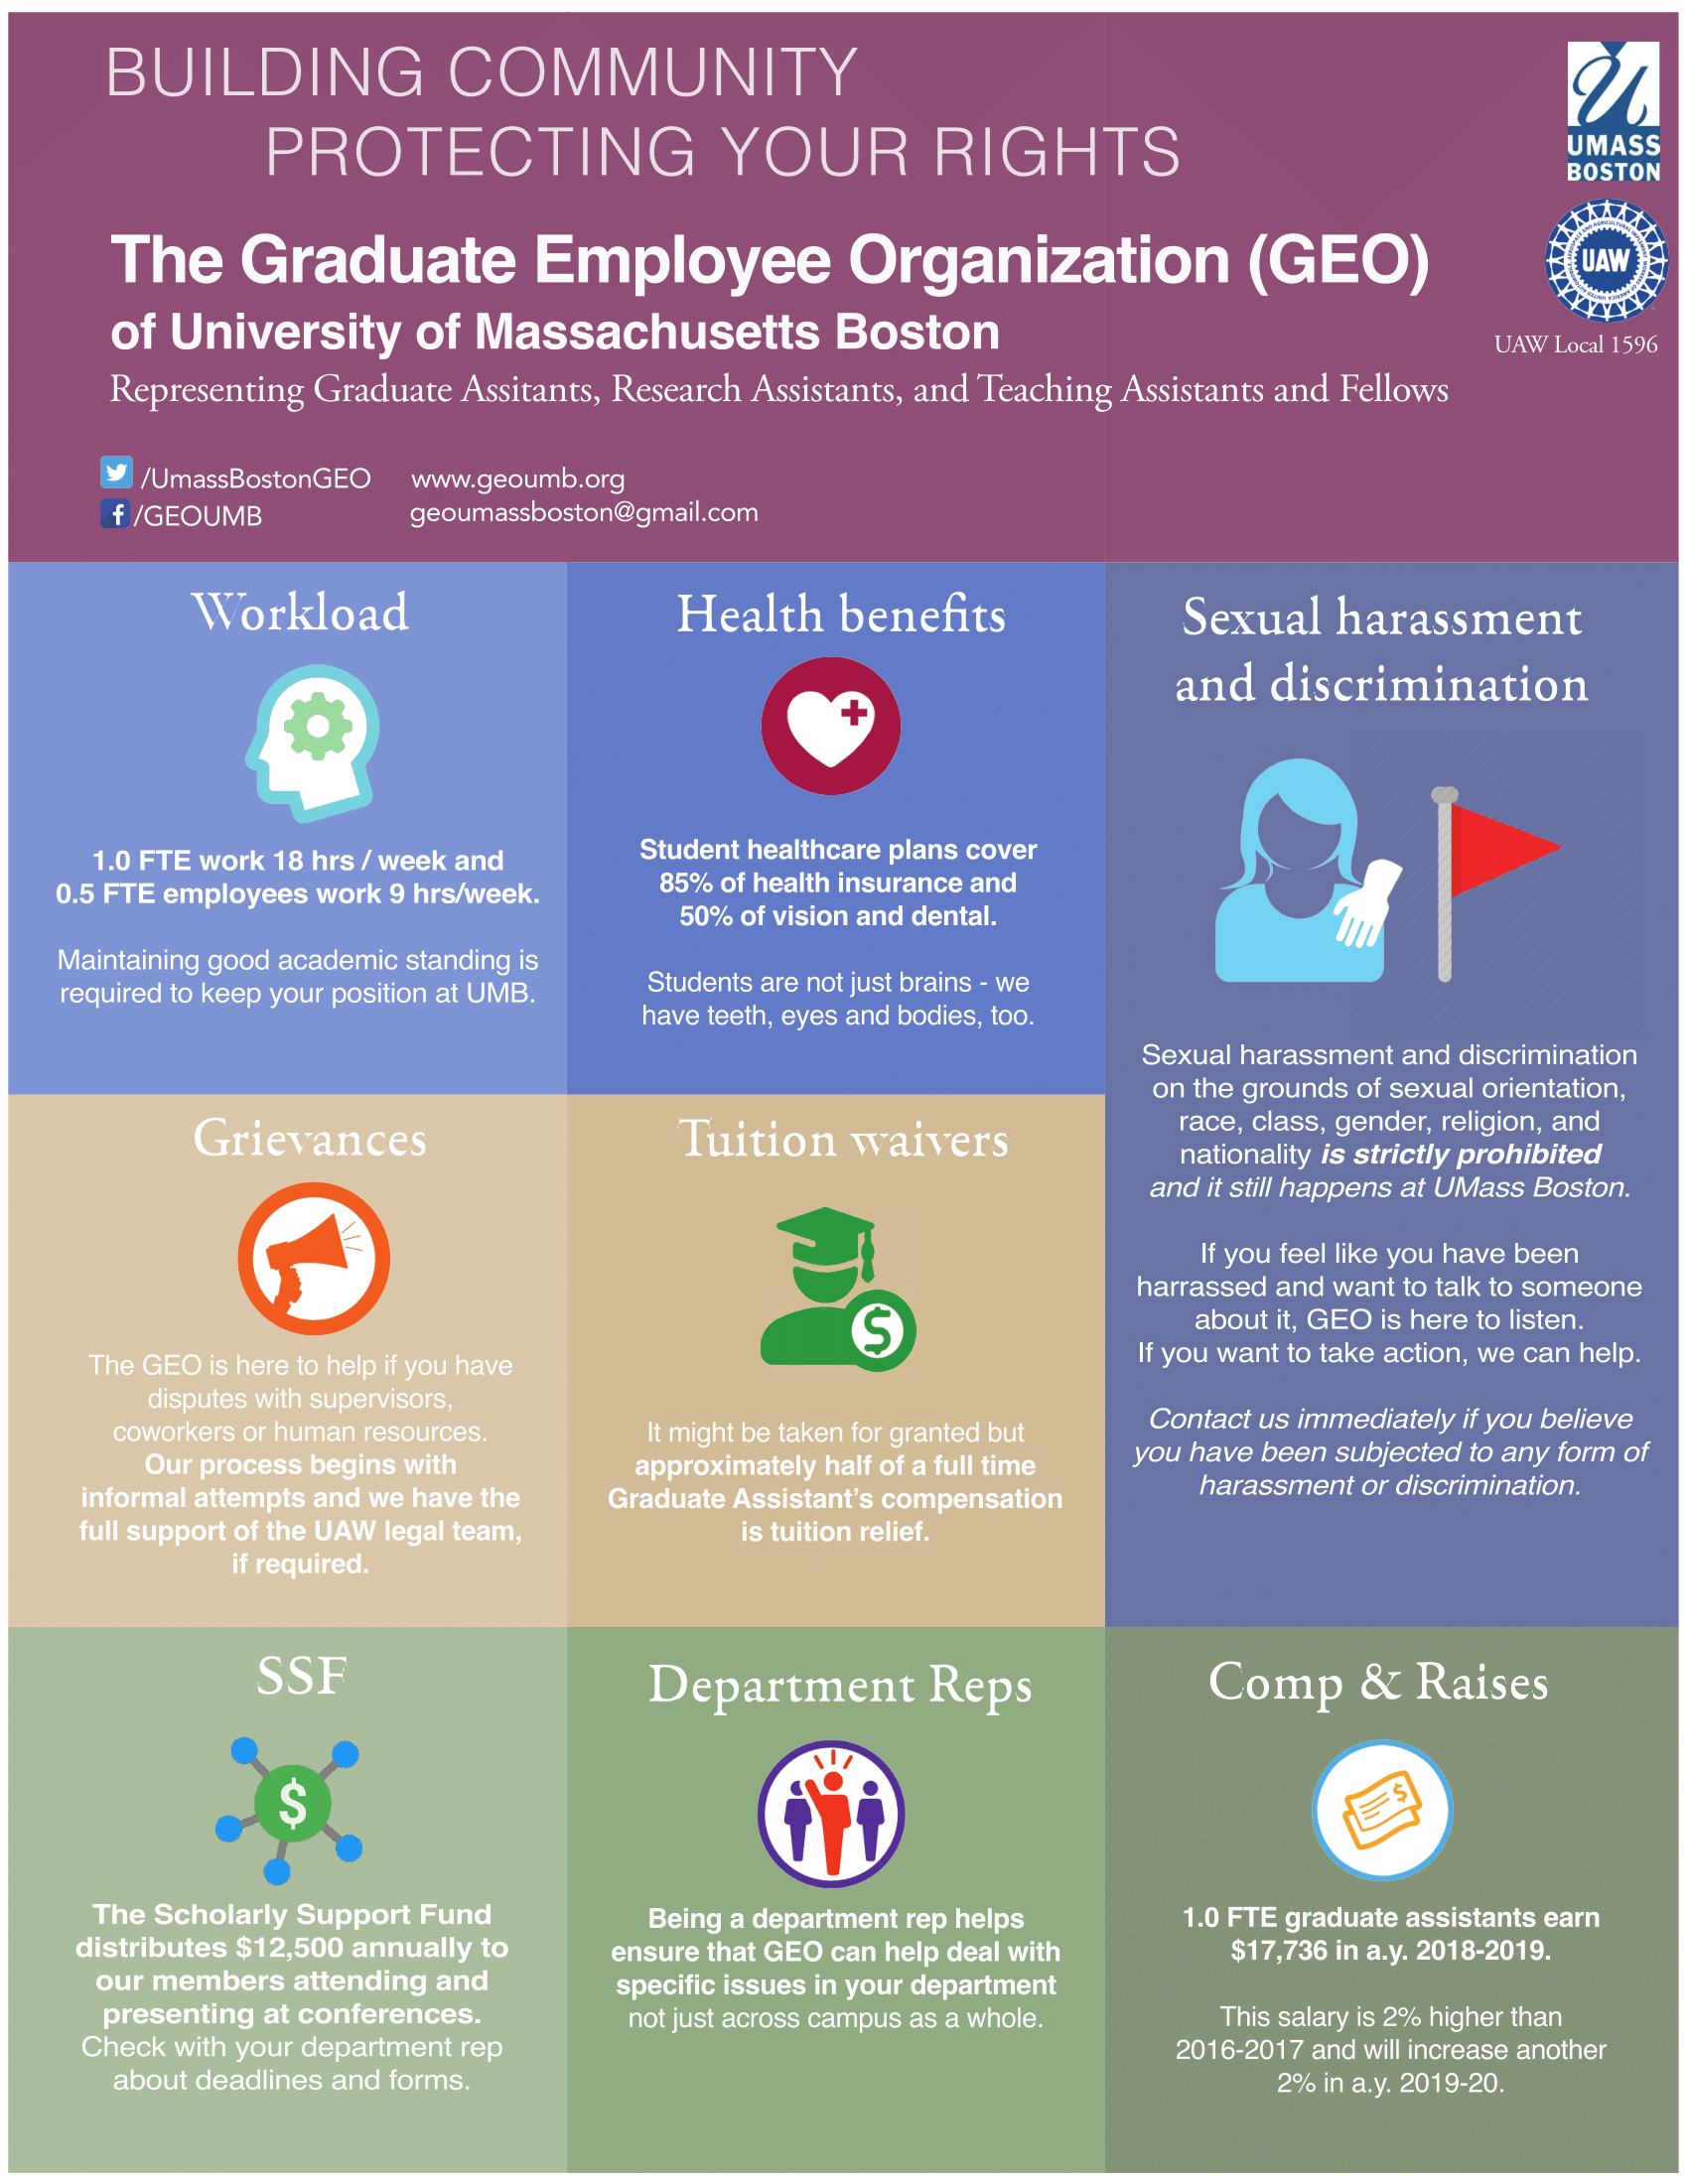 BUILDING COMMUNITY
PROTECTING YOUR RIGHTS
UMASS
BOSTON
The Graduate Employee Organization (GEO)
of University of Massachusetts Boston
UAW
UAW Local 1596
Representing Graduate Assitants, Research Assistants, and Teaching Assistants and Fellows
/UmassBostonGEO
www.geoumb.org
/GEOUMB
geoumassboston@gmail.com
Workload
1.0 FTE work 18 hrs / week and
0.5 FTE employees work 9 hrs/week.
Maintaining good academic standing is
required to keep your position at UMB.
Health benefits
Student healthcare plans cover
85% of health insurance and
50% of vision and dental.
Students are not just brains - we
have teeth, eyes and bodies, too.
Sexual harassment
and discrimination
Sexual harassment and discrimination
on the grounds of sexual orientation,
race, class, gender, religion, and
nationality is strictly prohibited
and it still happens at UMass Boston.
If you feel like you have been
harrassed and want to talk to someone
about it, GEO is here to listen.
If you want to take action, we can help.
Contact us immediately if you believe
you have been subjected to any form of
harassment or discrimination.
Grievances
The GEO is here to help if you have
disputes with supervisors,
coworkers or human resources.
Our process begins with
informal attempts and we have the
full support of the UAW legal team,
if required.
Tuition waivers
$
It might be taken for granted but
approximately half of a full time
Graduate Assistant's compensation
is tuition relief.
SSF
$
The Scholarly Support Fund
distributes $12,500 annually to
our members attending and
presenting at conferences.
Check with your department rep
about deadlines and forms.
Department Reps
Being a department rep helps
ensure that GEO can help deal with
specific issues in your department
not just across campus as a whole.
Comp & Raises
$
1.0 FTE graduate assistants earn
$17,736 in a.y. 2018-2019.
This salary is 2% higher than
2016-2017 and will increase another
2% in a.y. 2019-20.